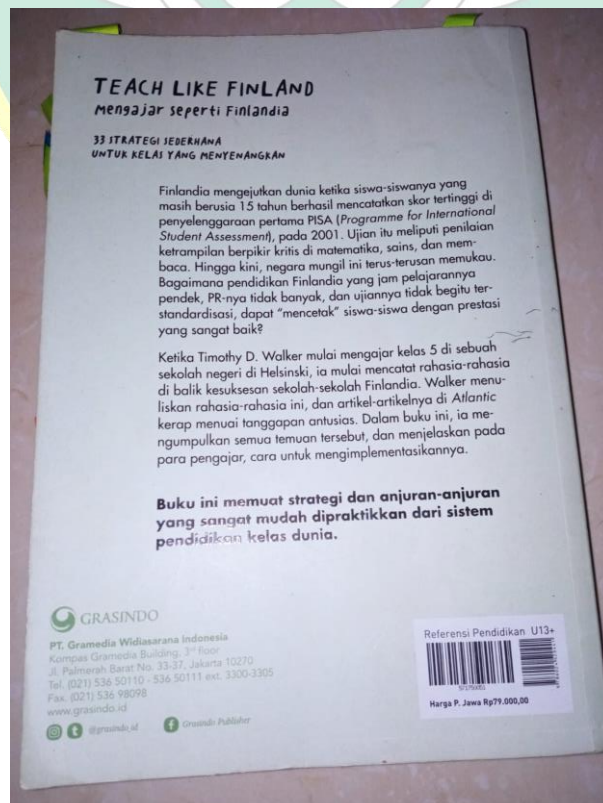 TEACH LIKE FINLAND
Mengajar seperti Finlandia
33 STRATEGI SEDERHANA
UNTUK KELAS YANG MENYENANGKAN
Finlandia mengejutkan dunia ketika siswa-siswanya yang
masih berusia 15 tahun berhasil mencatatkan skor tertinggi di
penyelenggaraan pertama PISA (Programme for International
Student Assessment), pada 2001. Ujian itu meliputi penilaian
ketrampilan berpikir kritis di matematika, sains, dan mem-
baca. Hingga kini, negara mungil ini terus-terusan memukau.
Bagaimana pendidikan Finlandia yang jam pelajarannya
pendek, PR-nya tidak banyak, dan ujiannya tidak begitu ter-
standardisasi, dapat “mencetak” siswa-siswa dengan prestasi
yang sangat baik?
Ketika Timothy D. Walker mulai mengajar kelas 5 di sebuah
sekolah negeri di Helsinki, ia mulai mencatat rahasia-rahasia
di balik kesuksesan sekolah-sekolah Finlandia. Walker menu-
liskan rahasia-rahasia ini, dan artikel-artikelnya di Atlantic
kerap menuai tanggapan antusias. Dalam buku ini, ia me-
ngumpulkan semua temuan tersebut, dan menjelaskan pada
para pengajar, cara untuk mengimplementasikannya.
Buku ini memuat strategi dan anjuran-anjuran
yang sangat mudah dipraktikkan dari sistem
pendidikan kelas dunia.
GRASINDO
PT. Gramedia Widiasarana Indonesia
Kompas Gramedia Building, 3rd floor
Jl. Palmerah Barat No. 33-37, Jakarta 10270
Tel. (021) 536 50110 - 536 50111 ext. 3300-3305
Fax. (021) 536 98098
www.grasindo.id
@grasindo_id
Grasindo Publisher
Referensi Pendidikan U13+
Harga P. Jawa Rp79.000,00